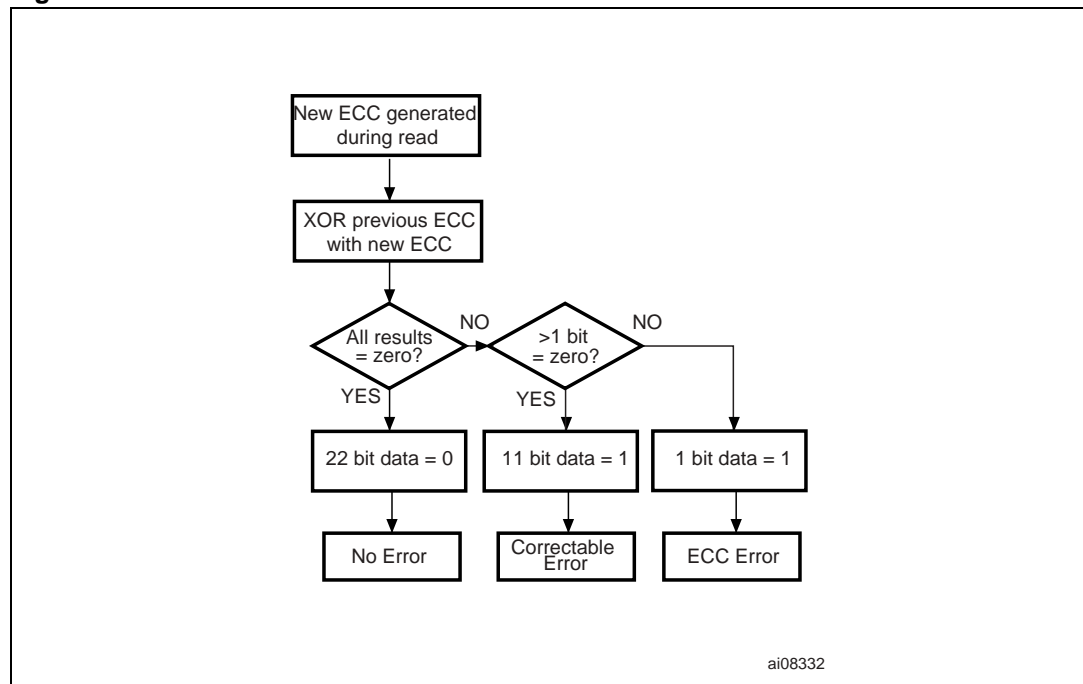 New ECC generated
during read
XOR previous ECC
with new ECC
All results
= zero?
NO
>1 bit
= zero?
NO
YES
YES
22 bit data = 0
11 bit data = 1
1 bit data = 1
No Error
Correctable
Error
ECC Error
ai08332